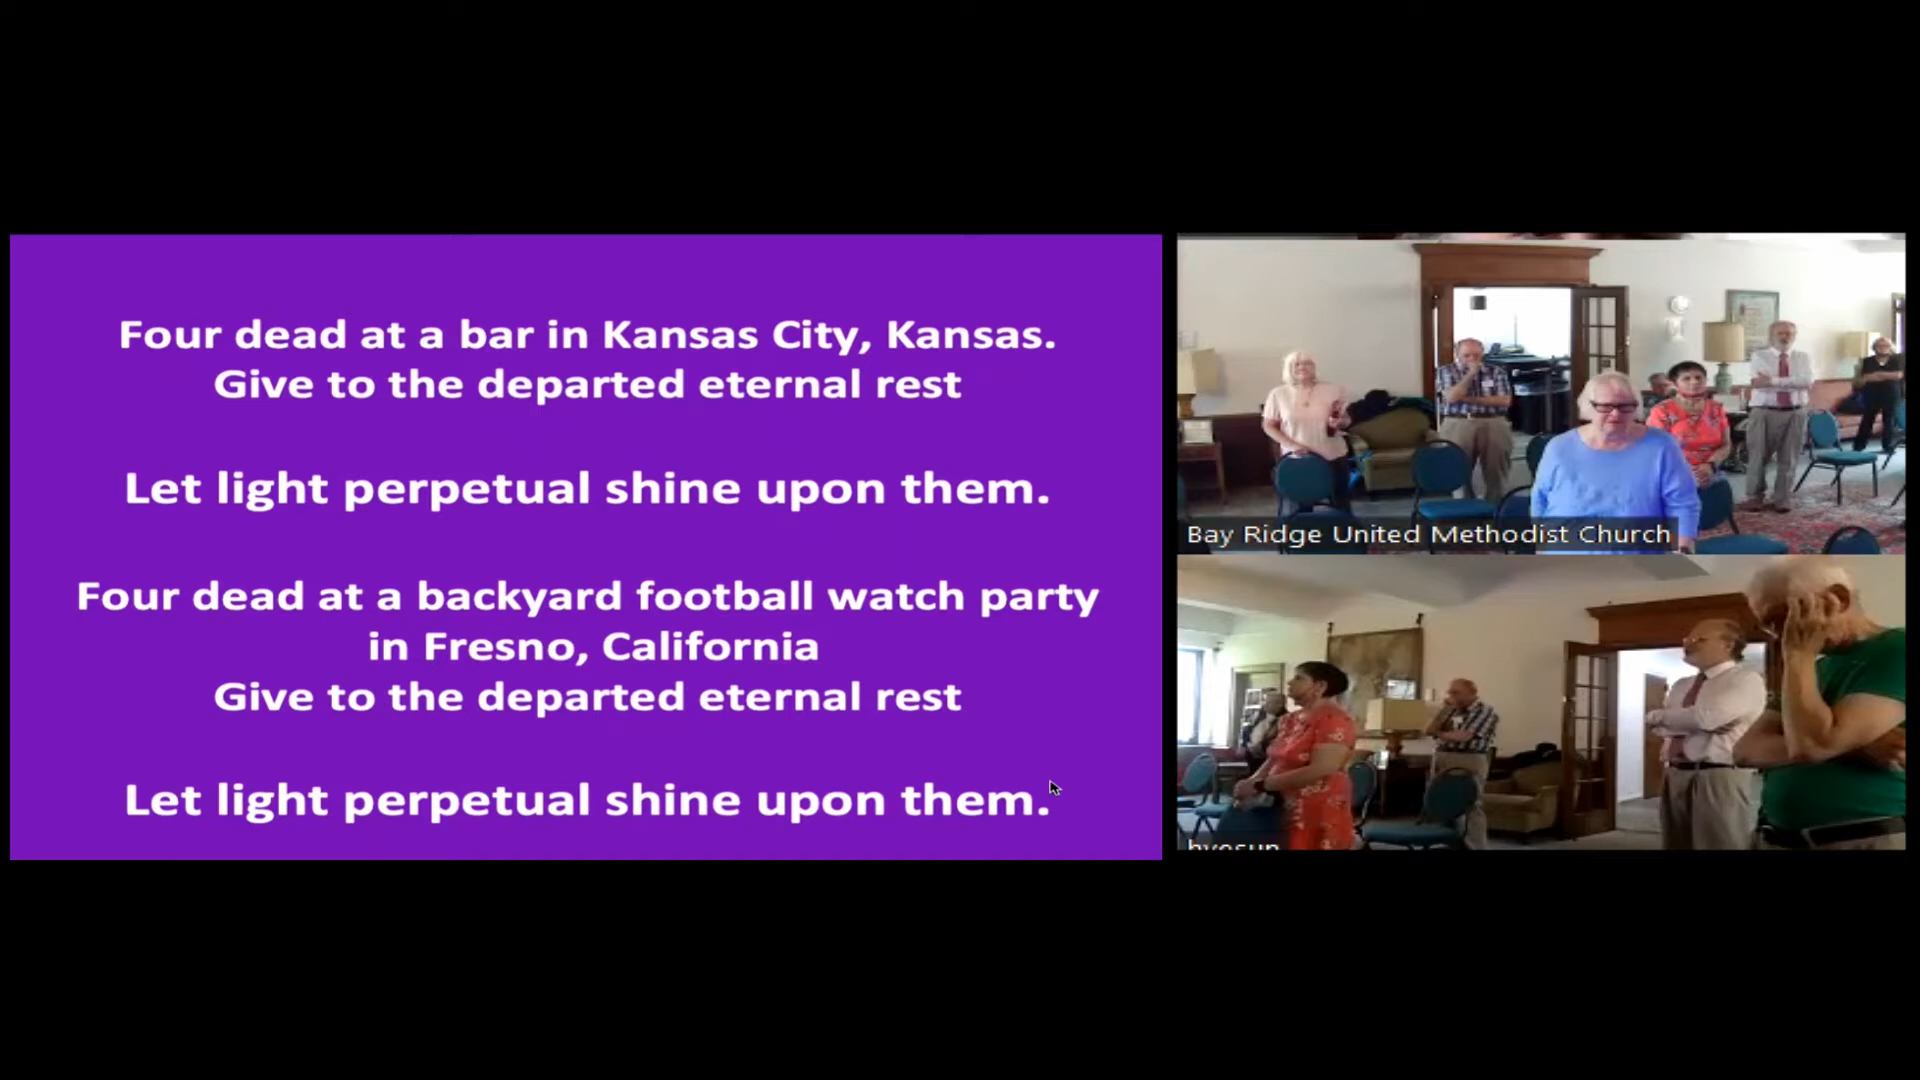 Four dead at a bar in Kansas City, Kansas.
Give to the departed eternal rest
Let light perpetual shine upon them.
Four dead at a backyard football watch party
in Fresno, California
Give to the departed eternal rest
Let light perpetual shine upon them.
Bay Ridge United Methodist Church
hyosun